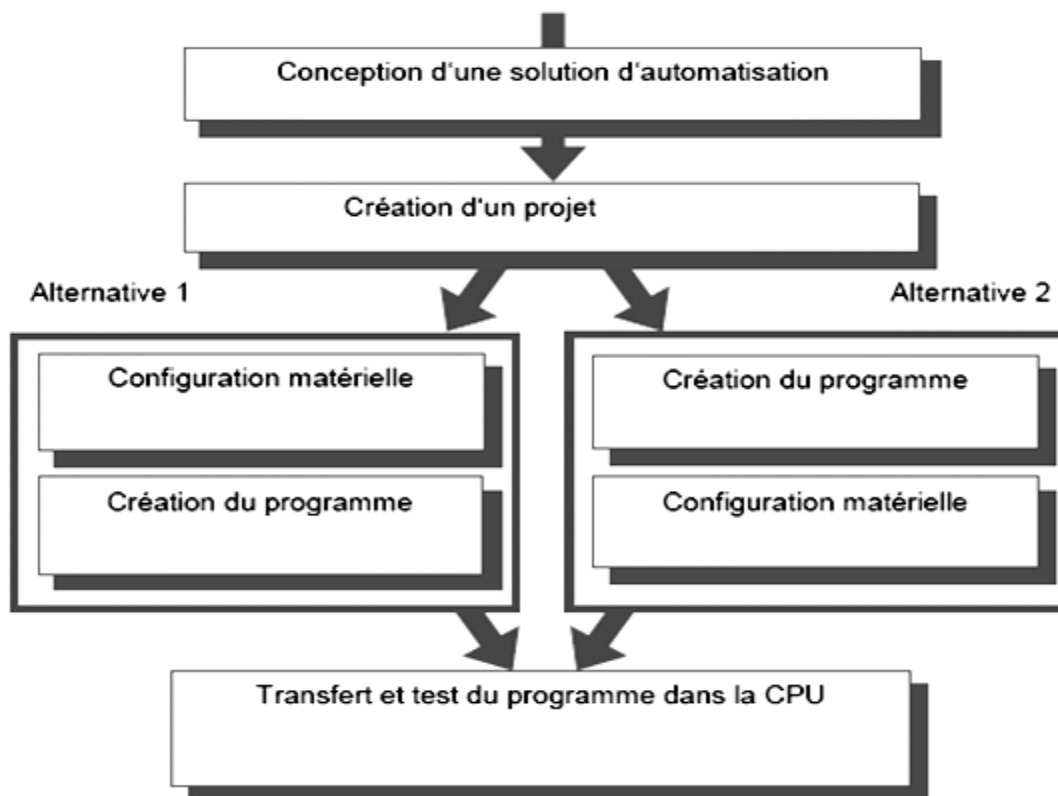 Conception d'une solution d'automatisation
Création d'un projet
Alternative 1
Alternative 2
Configuration matérielle
Création du programme
Création du programme
Configuration matérielle
Transfert et test du programme dans la CPU